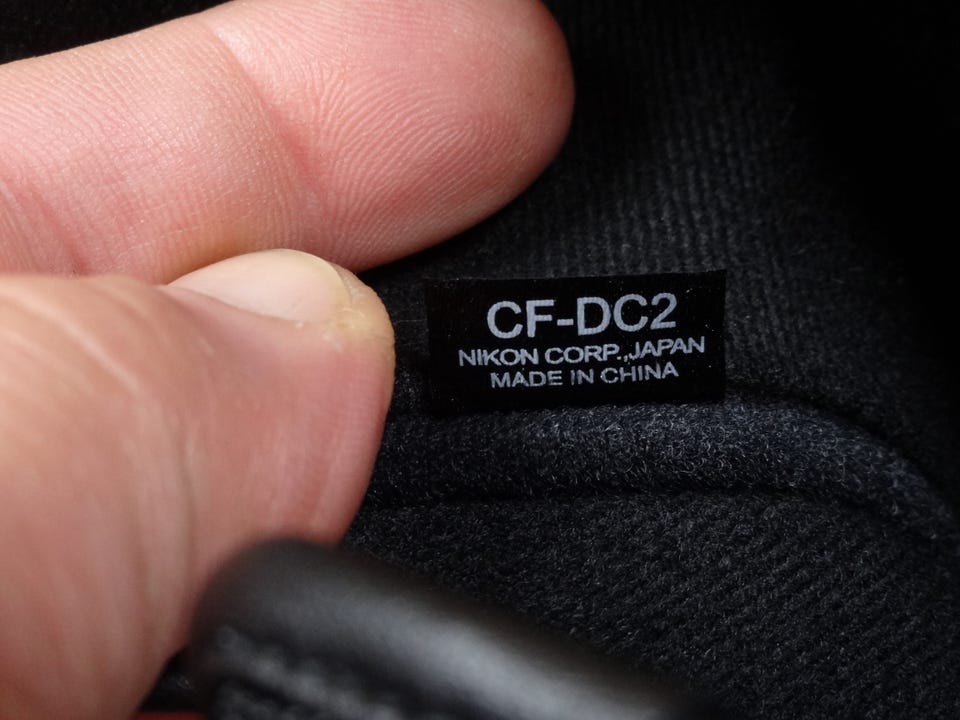 CF-DC2
NIKON CORP.,JAPAN
MADE IN CHINA